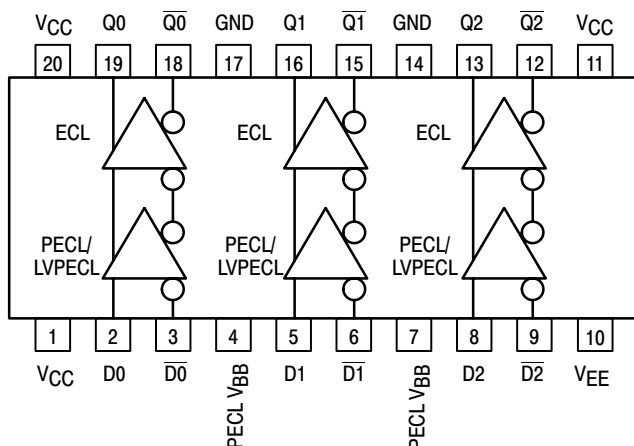 VCC Q0 Q0 GND Q1 Q1 GND Q2 Q2 VCC
20 19 18 17 16 15 14 13 12 11
ECL ECL ECL
PECL/ PECL/ PECL/
LVPECL LVPECL LVPECL
1 2 3 4 5 6 7 8 9 10
VCC D0 D0 PECL VBB D1 D1 PECL VBB D2 D2 VEE